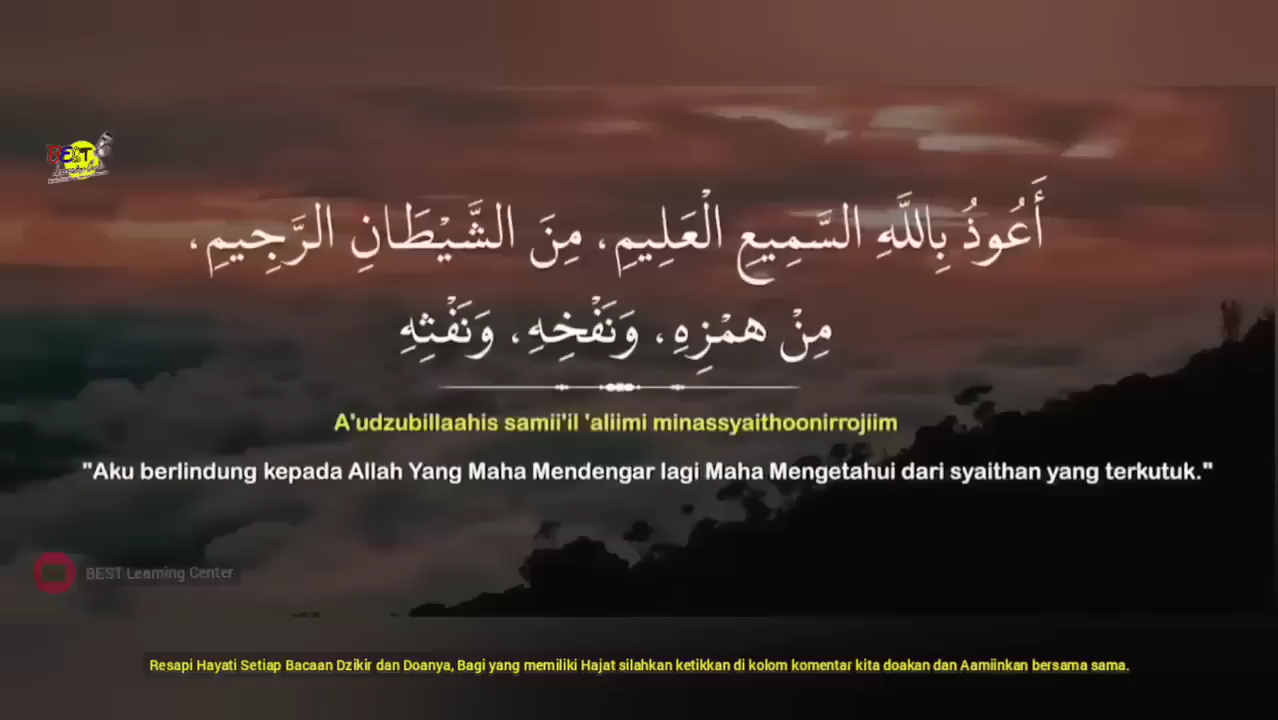 BEST
أَعُوذُ بِاللَّهِ السَّمِيعِ الْعَلِيمِ، مِنَ الشَّيْطَانِ الرَّجِيمِ،
مِنْ هَمْزِهِ، وَنَفْخِهِ، وَنَفْثِهِ
A'udzubillaahis samii'il 'aliimi minassyaithoonirrojiim
"Aku berlindung kepada Allah Yang Maha Mendengar lagi Maha Mengetahui dari syaithan yang terkutuk."
BEST Learning Center
Resapi Hayati Setiap Bacaan Dzikir dan Doanya, Bagi yang memiliki Hajat silahkan ketikkan di kolom komentar kita doakan dan Aamiinkan bersama sama.